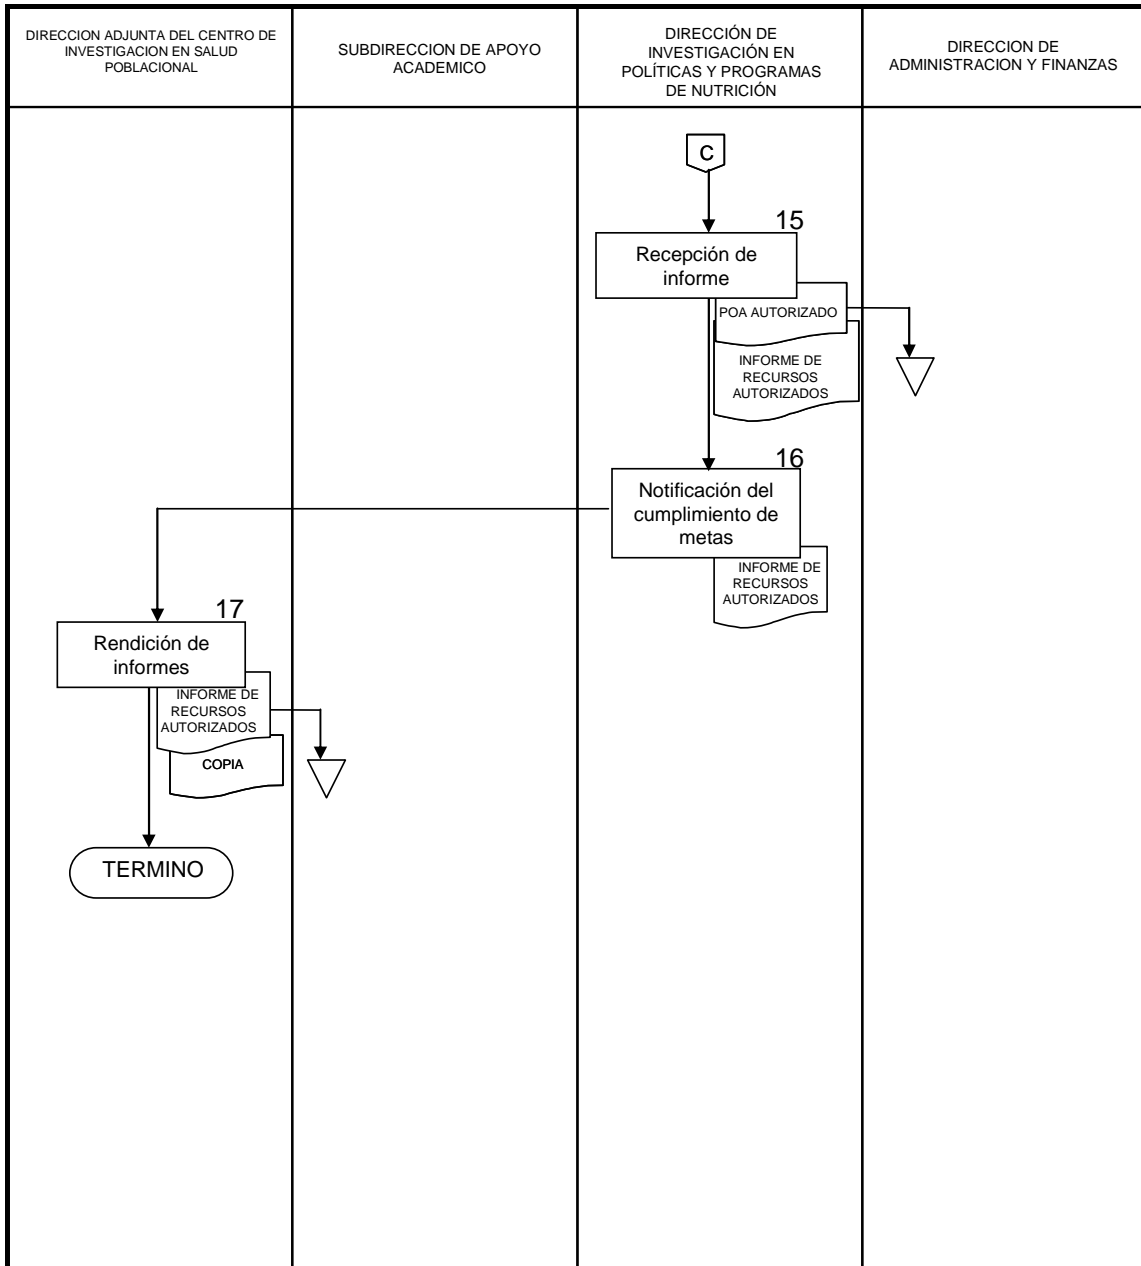 DIRECCION ADJUNTA DEL CENTRO DE
INVESTIGACION EN SALUD
POBLACIONAL
SUBDIRECCION DE APOYO
ACADEMICO
DIRECCIÓN DE
INVESTIGACIÓN EN
POLÍTICAS Y PROGRAMAS
DE NUTRICIÓN
DIRECCION DE
ADMINISTRACION Y FINANZAS
C
15
Recepción de
informe
POA AUTORIZADO
INFORME DE
RECURSOS
AUTORIZADOS
16
Notificación del
cumplimiento de
metas
INFORME DE
RECURSOS
AUTORIZADOS
17
Rendición de
informes
INFORME DE
RECURSOS
AUTORIZADOS
COPIA
TERMINO